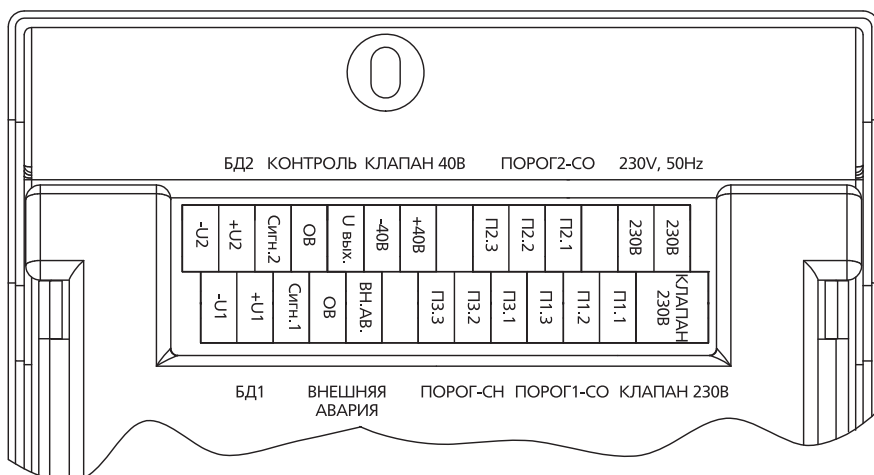 БД2 КОНТРОЛЬ КЛАПАН 40В ПОРОГ2-СО 230V, 50Hz
-U2 +U2 Сигн.2 ОВ U вых. -40В +40В П2.3 П2.2 П2.1 230В 230В
-U1 +U1 Сигн.1 ОВ ВН.АВ. П3.3 П3.2 П3.1 П1.3 П1.2 П1.1 КЛАПАН 230В
БД1 ВНЕШНЯЯ АВАРИЯ ПОРОГ-СН ПОРОГ1-СО КЛАПАН 230В